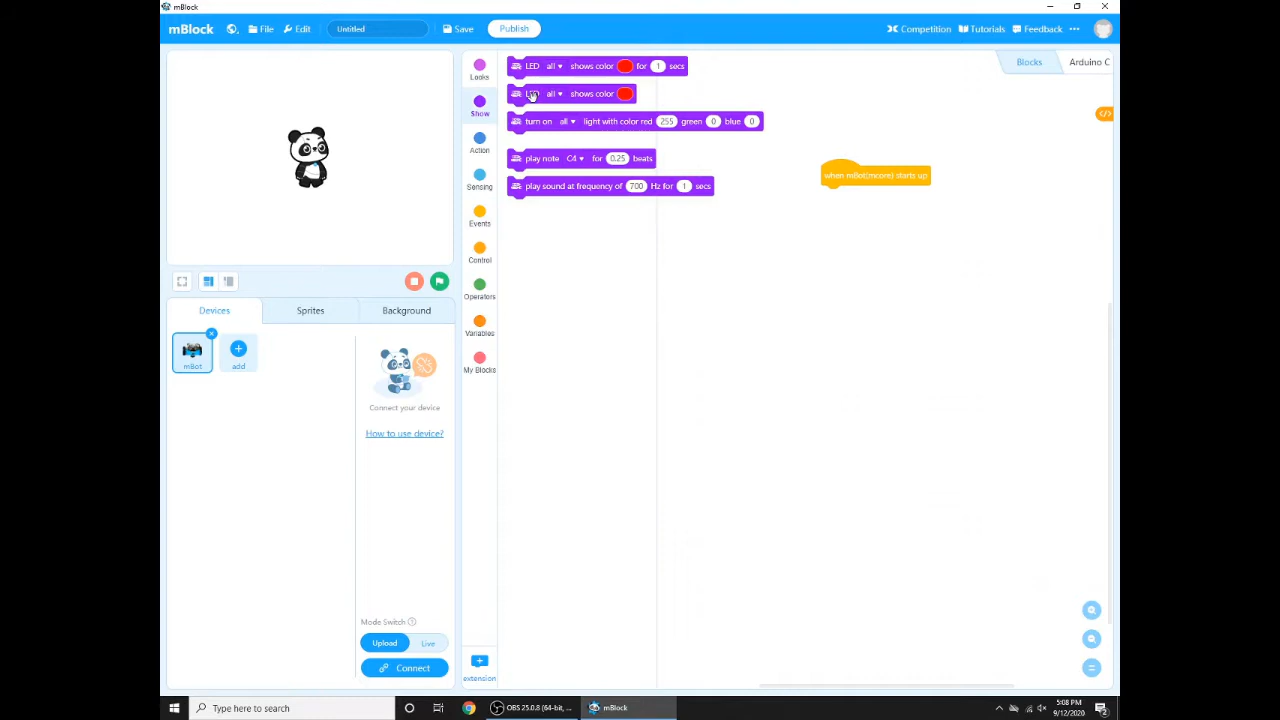 mBlock
mBlock File Edit Untitled Save Publish Competition Tutorials Feedback
Blocks Arduino C
Looks
Show
Action
Sensing
Events
Control
Operators
Variables
My Blocks
extension
LED all shows color for 1 secs
LED all shows color
turn on all light with color red 255 green 0 blue 0
play note C4 for 0.25 beats
play sound at frequency of 700 Hz for 1 secs
when mBot(mcore) starts up
Devices Sprites Background
mBot add
Connect your device
How to use device?
Mode Switch
Upload Live
Connect
Type here to search
OBS 25.0.8 (64-bit, ...
mBlock
5:08 PM
9/12/2020
2